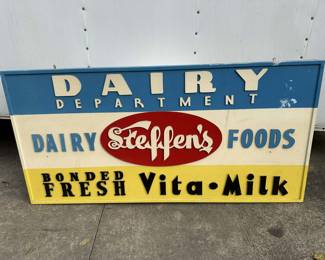 DAIRY
DEPARTMENT
DAIRY Steffen's FOODS
BONDED
FRESH Vita•Milk